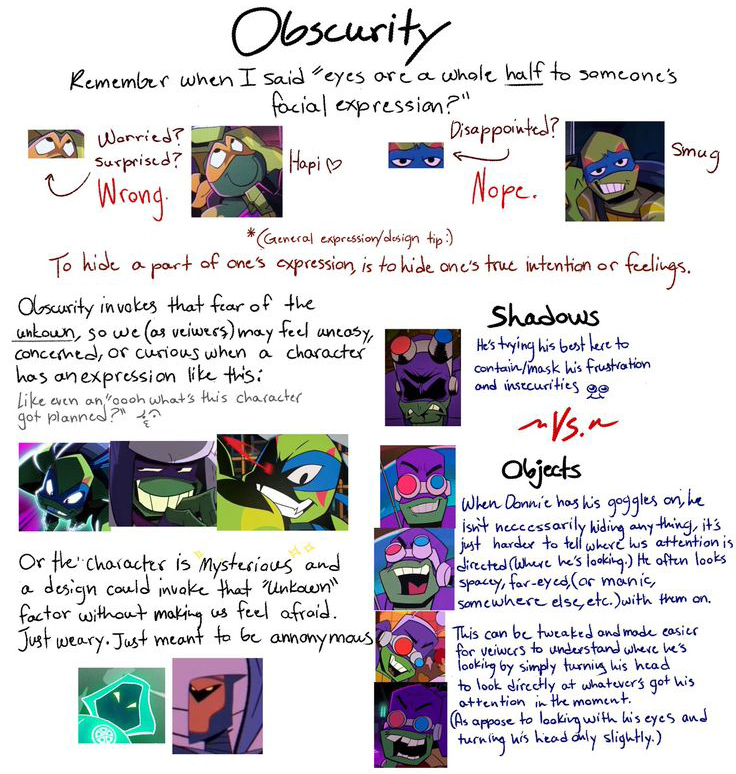 Obscurity
Remember when I said "eyes are a whole half to someone's
facial expression?"
Worried?
surprised?
Wrong.
Hapi ♡
Disappointed?
Nope.
Smug
*(General expression/design tip:)
To hide a part of one's expression, is to hide one's true intention or feelings.
Obscurity invokes that fear of the
unkown, so we (as veiwers) may feel uneasy,
concerned, or curious when a character
has an expression like this:
Like even an "oooh what's this character
got planned?"
Or the character is "Mysterious" and
a design could invoke that "Unkown"
factor without making us feel afraid.
Just weary. Just meant to be annonymous
Shadows
He's trying his best here to
contain/mask his frustration
and insecurities
~Vs.~
Objects
When Donnie has his goggles on, he
isn't neccessarily hiding anything, it's
just harder to tell where his attention is
directed (Where he's looking.) He often looks
spacey, far-eyed, (or manic,
somewhere else, etc.) with them on.
This can be tweaked and made easier
for veiwers to understand where he's
looking by simply turning his head
to look directly at whatever's got his
attention in the moment.
(As appose to looking with his eyes and
turning his head only slightly.)